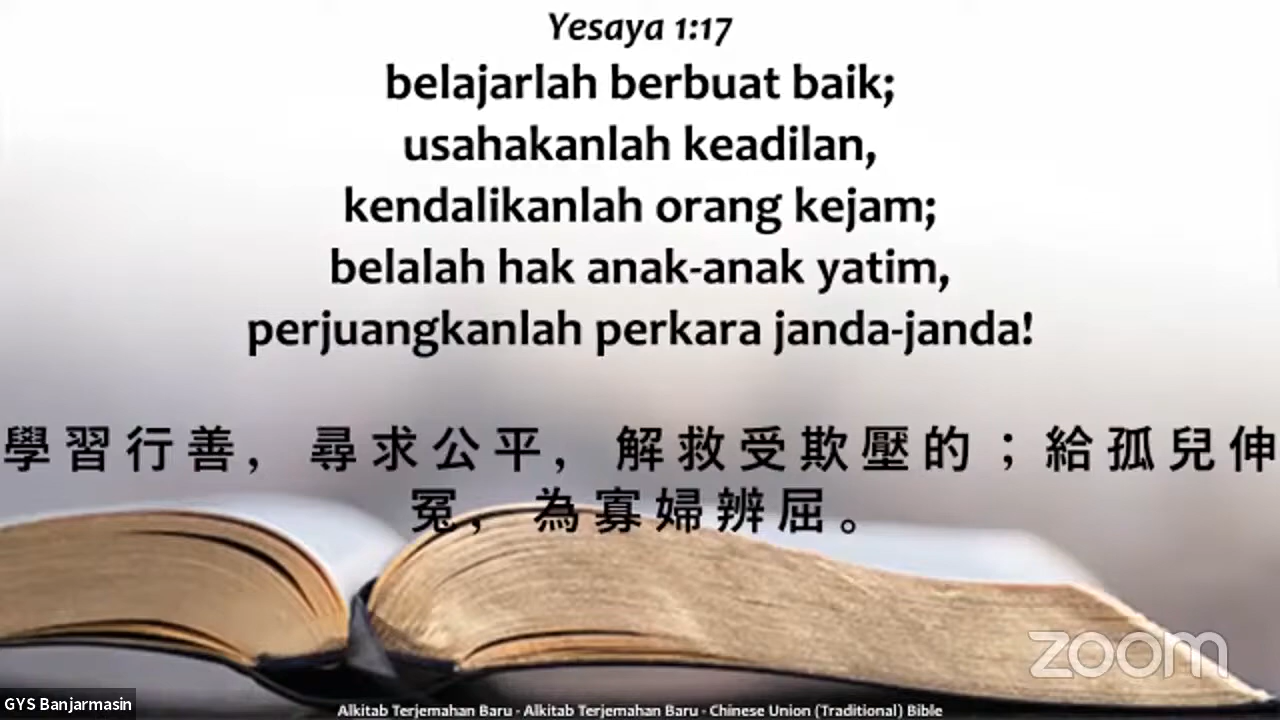 Yesaya 1:17
belajarlah berbuat baik;
usahakanlah keadilan,
kendalikanlah orang kejam;
belalah hak anak-anak yatim,
perjuangkanlah perkara janda-janda!
學習行善，尋求公平，解救受欺壓的；給孤兒伸
冤，為寡婦辨屈。
zoom
GYS Banjarmasin
Alkitab Terjemahan Baru - Alkitab Terjemahan Baru - Chinese Union (Traditional) Bible